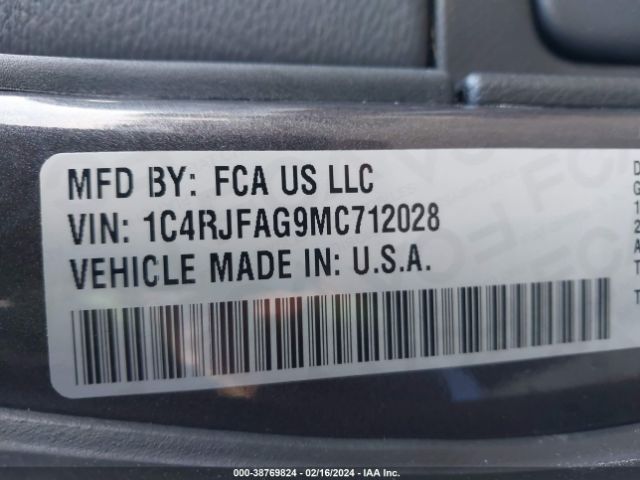 MFD BY: FCA US LLC
VIN: 1C4RJFAG9MC712028
VEHICLE MADE IN: U.S.A.
000-38769824 - 02/16/2024 - IAA Inc.